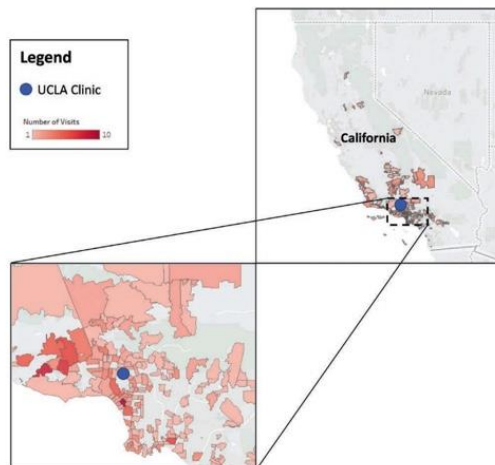 Legend
UCLA Clinic
Number of Visits
1 10
Nevada
California